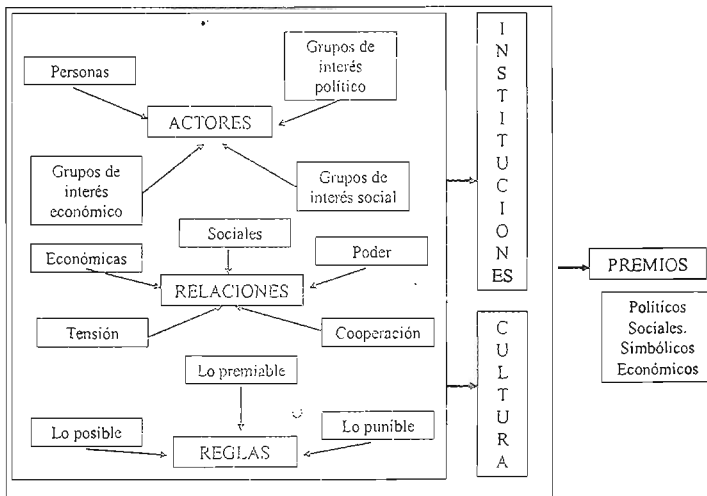 Personas
Grupos de
interés
político
ACTORES
Grupos de
interés
económico
Grupos de
interés social
Sociales
Económicas
Poder
RELACIONES
Tensión
Cooperación
Lo premiable
Lo posible
Lo punible
REGLAS
I
N
S
T
I
T
U
C
I
O
N
ES
C
U
L
T
U
R
A
PREMIOS
Políticos
Sociales.
Simbólicos
Económicos